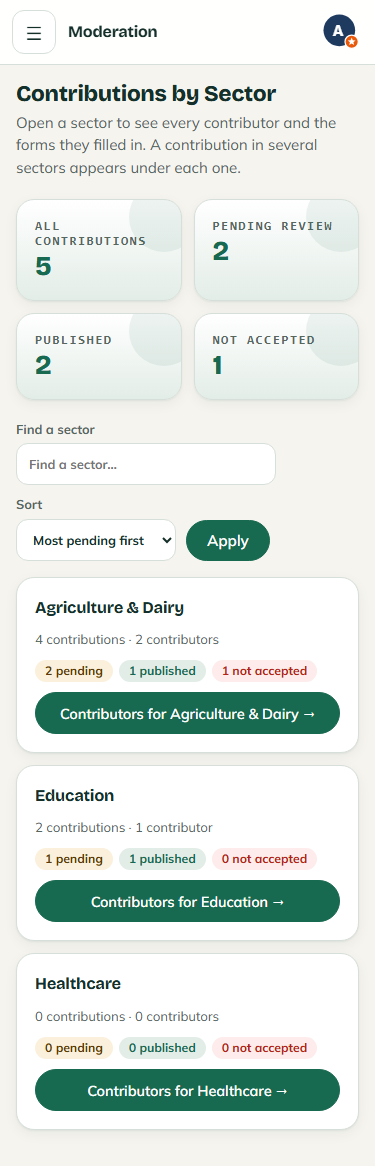 ☰ Moderation A
Contributions by Sector
Open a sector to see every contributor and the
forms they filled in. A contribution in several
sectors appears under each one.
ALL
CONTRIBUTIONS
5
PENDING REVIEW
2
PUBLISHED
2
NOT ACCEPTED
1
Find a sector
Find a sector...
Sort
Most pending first
Apply
Agriculture & Dairy
4 contributions · 2 contributors
2 pending 1 published 1 not accepted
Contributors for Agriculture & Dairy →
Education
2 contributions · 1 contributor
1 pending 1 published 0 not accepted
Contributors for Education →
Healthcare
0 contributions · 0 contributors
0 pending 0 published 0 not accepted
Contributors for Healthcare →